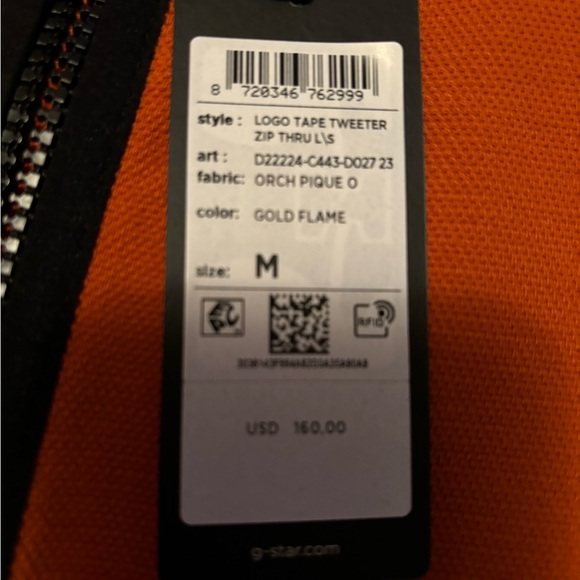 8 720346 762999
style : LOGO TAPE TWEETER
ZIP THRU L\S
art : D22224-C443-D027 23
fabric: ORCH PIQUE O
color: GOLD FLAME
size: M
RFID
USD 160,00
g-star.com